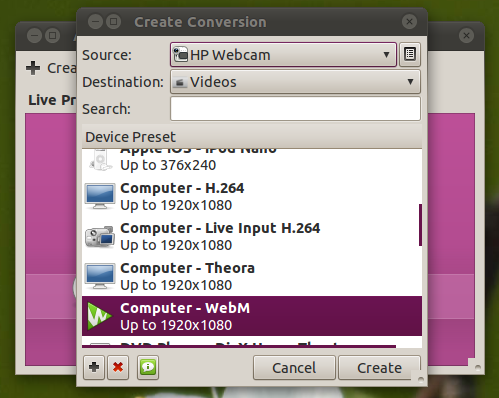 Create Conversion
Source:
HP Webcam
Destination:
Videos
Search:
Device Preset
Apple iOS - iPod Nano
Up to 376x240
Computer - H.264
Up to 1920x1080
Computer - Live Input H.264
Up to 1920x1080
Computer - Theora
Up to 1920x1080
Computer - WebM
Up to 1920x1080
Cancel
Create
Live Pr